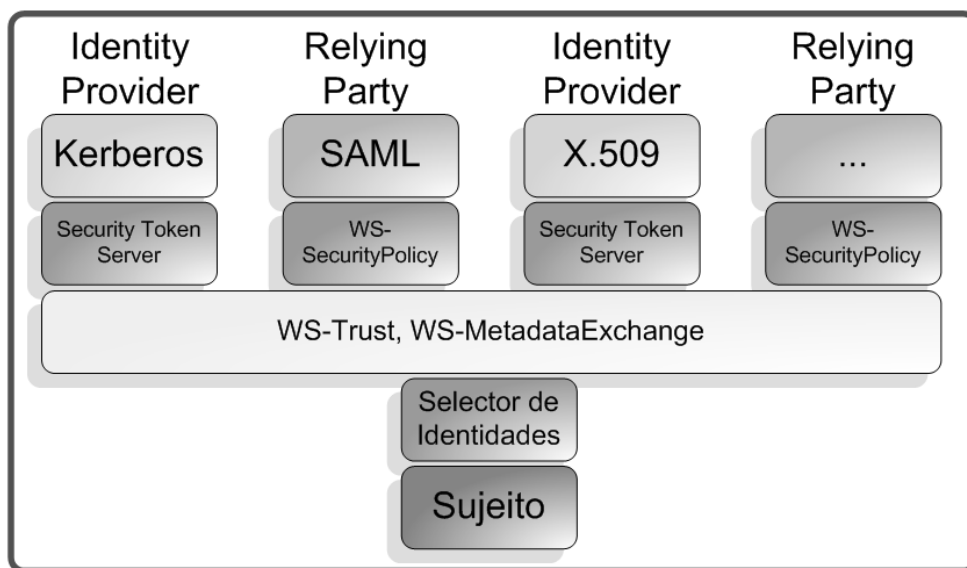 Identity
Provider
Relying
Party
Identity
Provider
Relying
Party
Kerberos
SAML
X.509
...
Security Token
Server
WS-
SecurityPolicy
Security Token
Server
WS-
SecurityPolicy
WS-Trust, WS-MetadataExchange
Selector de
Identidades
Sujeito